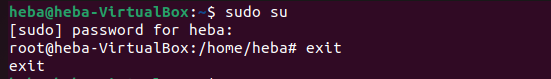 heba@heba-VirtualBox:~$ sudo su
[sudo] password for heba:
root@heba-VirtualBox:/home/heba# exit
exit